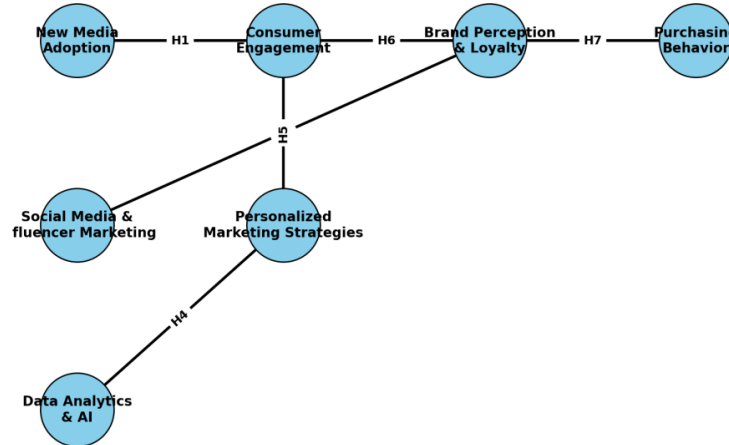 New Media
Adoption
H1
Consumer
Engagement
H6
Brand Perception
& Loyalty
H7
Purchasing
Behavior
H5
Social Media &
fluencer Marketing
Personalized
Marketing Strategies
H4
Data Analytics
& AI